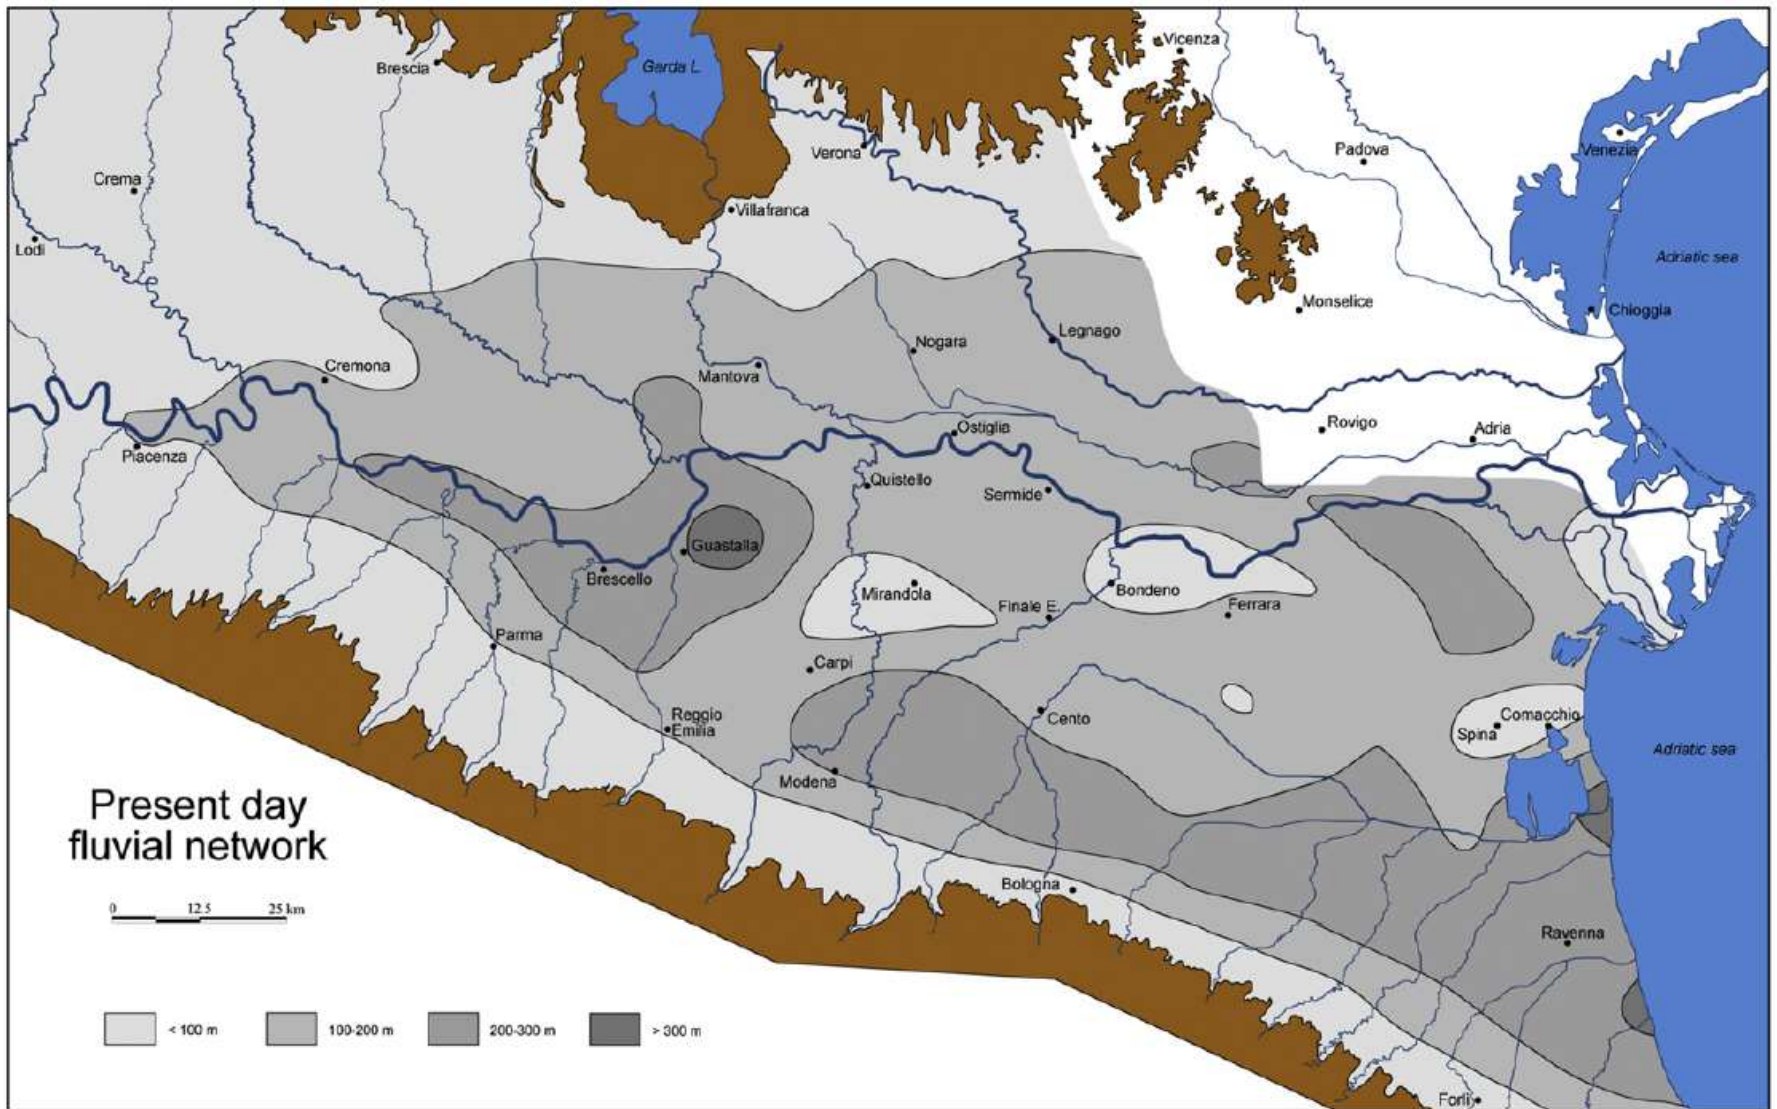 Vicenza
Brescia
Garda L.
Venezia
Verona
Padova
Crema
Villafranca
Lodi
Adriatic sea
Monselice
Chioggia
Legnago
Nogara
Cremona
Mantova
Rovigo
Adria
Ostiglia
Piacenza
Quistello
Sermide
Guastalla
Brescello
Mirandola
Bondeno
Finale E.
Ferrara
Parma
Carpi
Reggio
Emilia
Cento
Comacchio
Spina
Adriatic sea
Modena
Present day
fluvial network
Bologna
0 12.5 25 km
Ravenna
< 100 m
100-200 m
200-300 m
> 300 m
Forlì